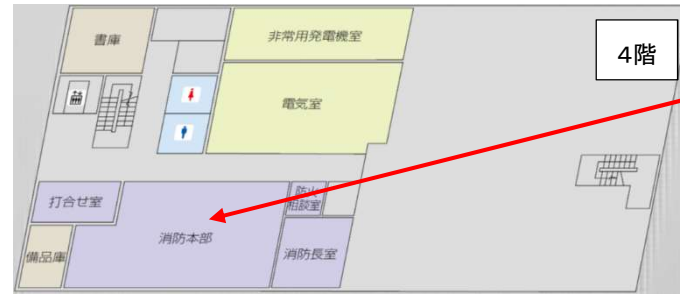 書庫
非常用発電機室
4階
電気室
打合せ室
防火
相談室
消防本部
消防長室
備品庫